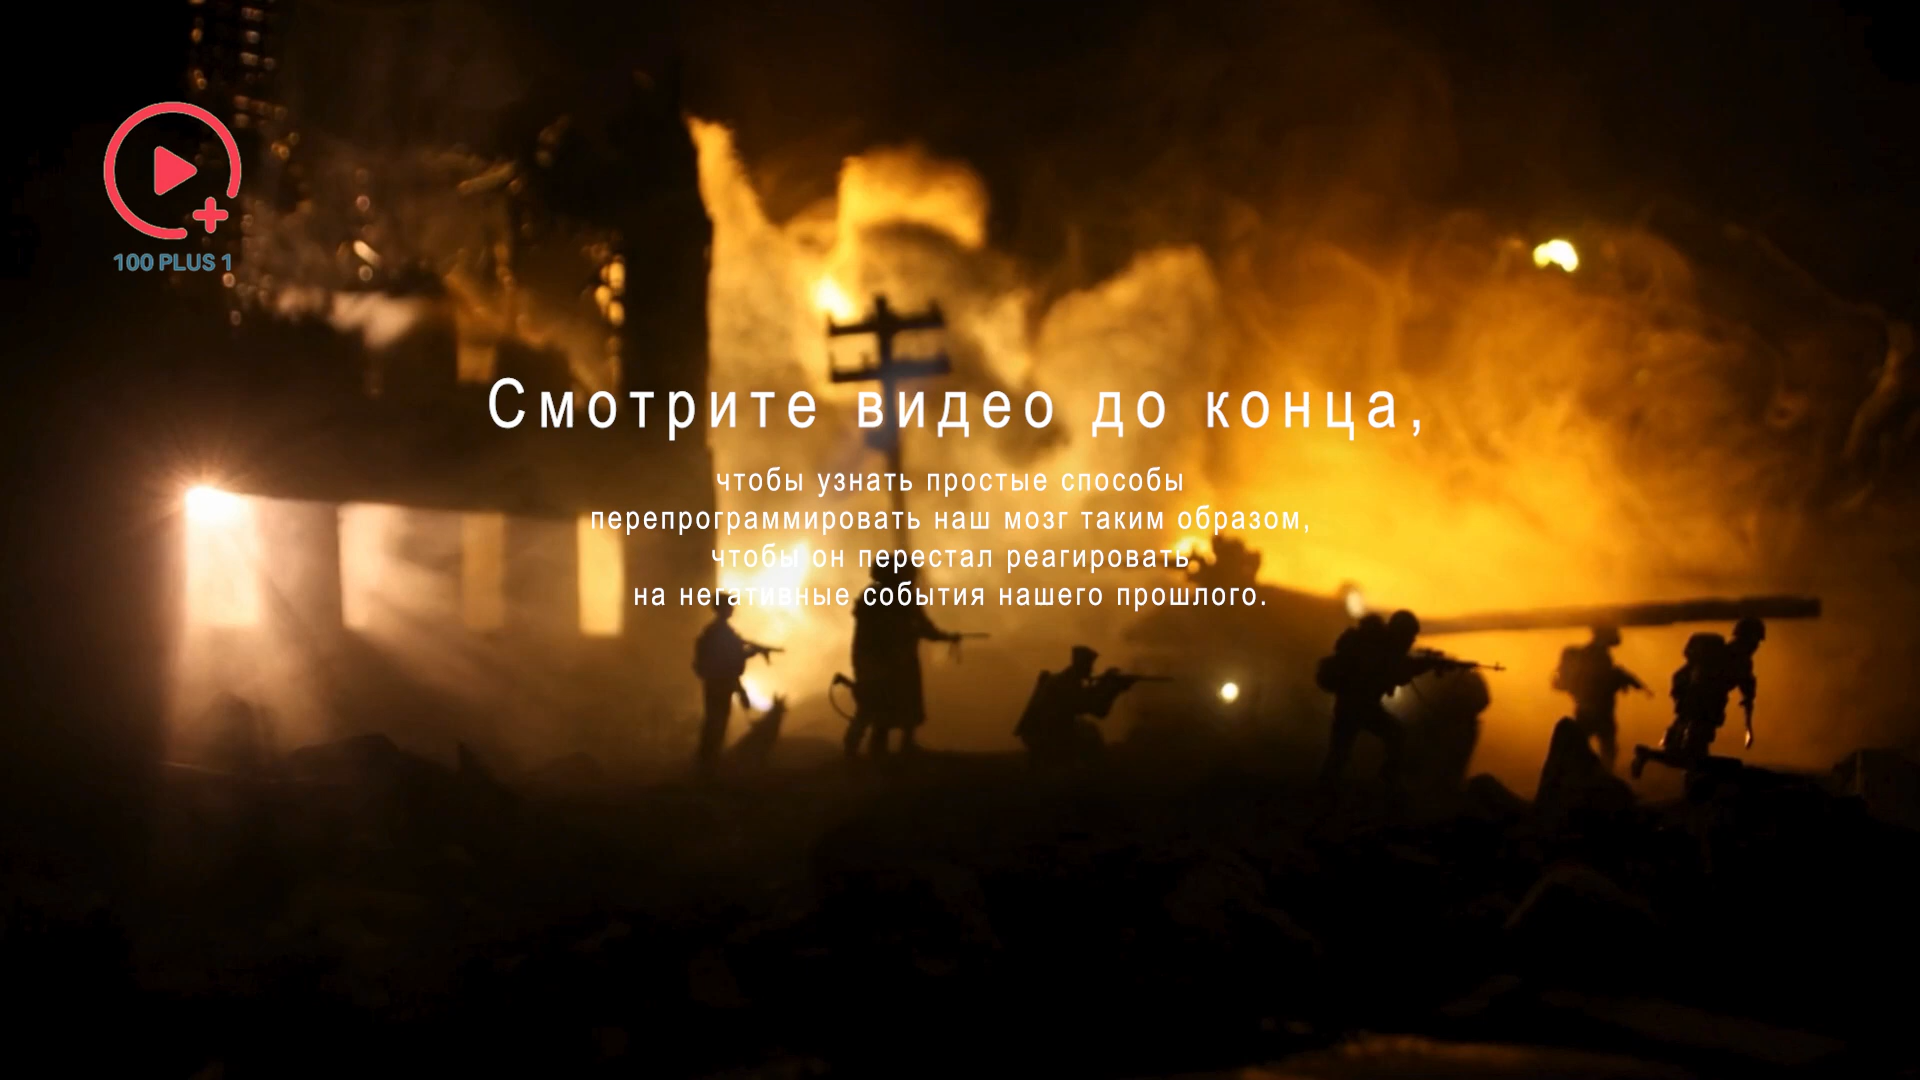 100 PLUS 1
Смотрите видео до конца,
чтобы узнать простые способы
перепрограммировать наш мозг таким образом,
чтобы он перестал реагировать
на негативные события нашего прошлого.